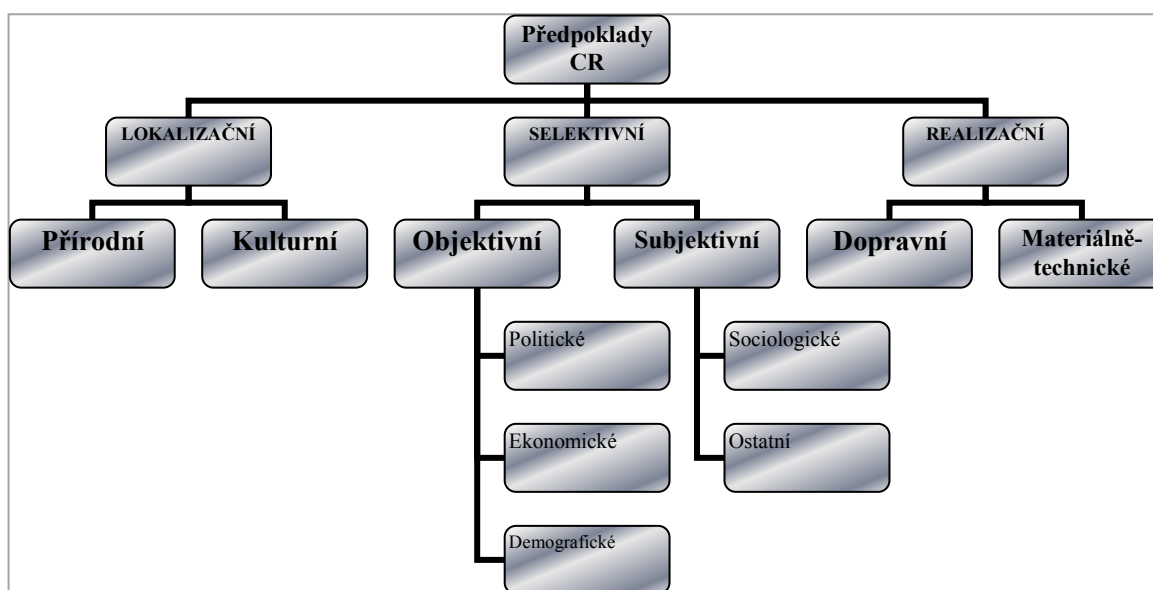 Předpoklady
CR
LOKALIZAČNÍ
SELEKTIVNÍ
REALIZAČNÍ
Přírodní
Kulturní
Objektivní
Subjektivní
Dopravní
Materiálně-
technické
Politické
Sociologické
Ekonomické
Ostatní
Demografické